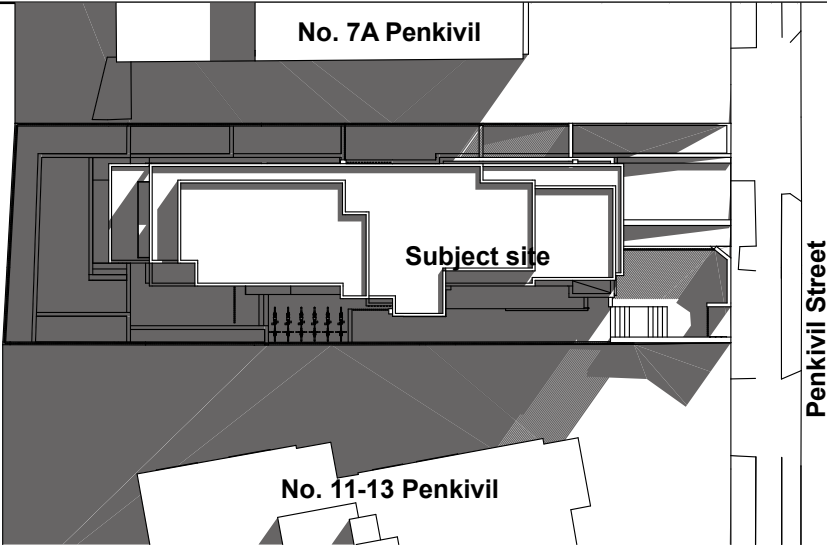 No. 7A Penkivil
Subject site
Penkivil Street
No. 11-13 Penkivil